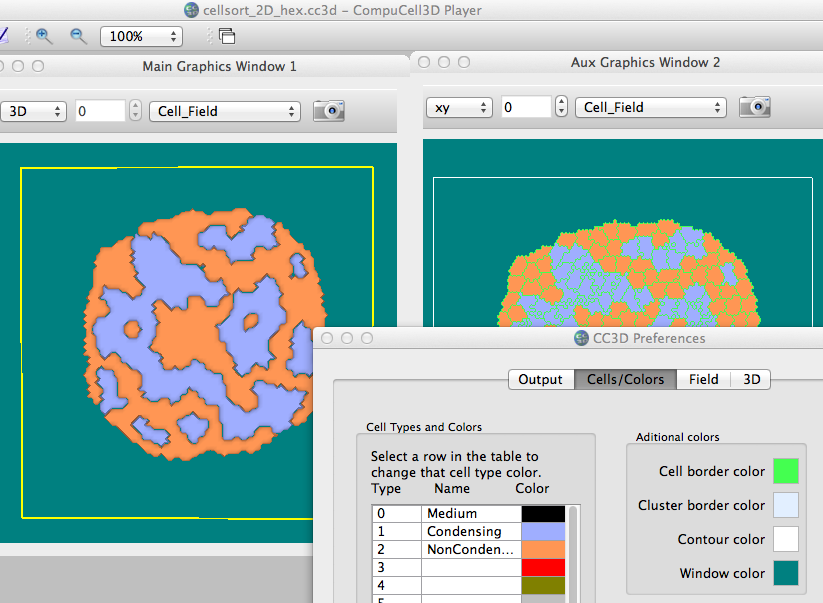 cellsort_2D_hex.cc3d – CompuCell3D Player
100%
Main Graphics Window 1
Aux Graphics Window 2
3D 0 Cell_Field
xy 0 Cell_Field
CC3D Preferences
Output Cells/Colors Field 3D
Cell Types and Colors
Aditional colors
Select a row in the table to
change that cell type color.
Type Name Color
0 Medium
1 Condensing
2 NonConden...
3
4
Cell border color
Cluster border color
Contour color
Window color